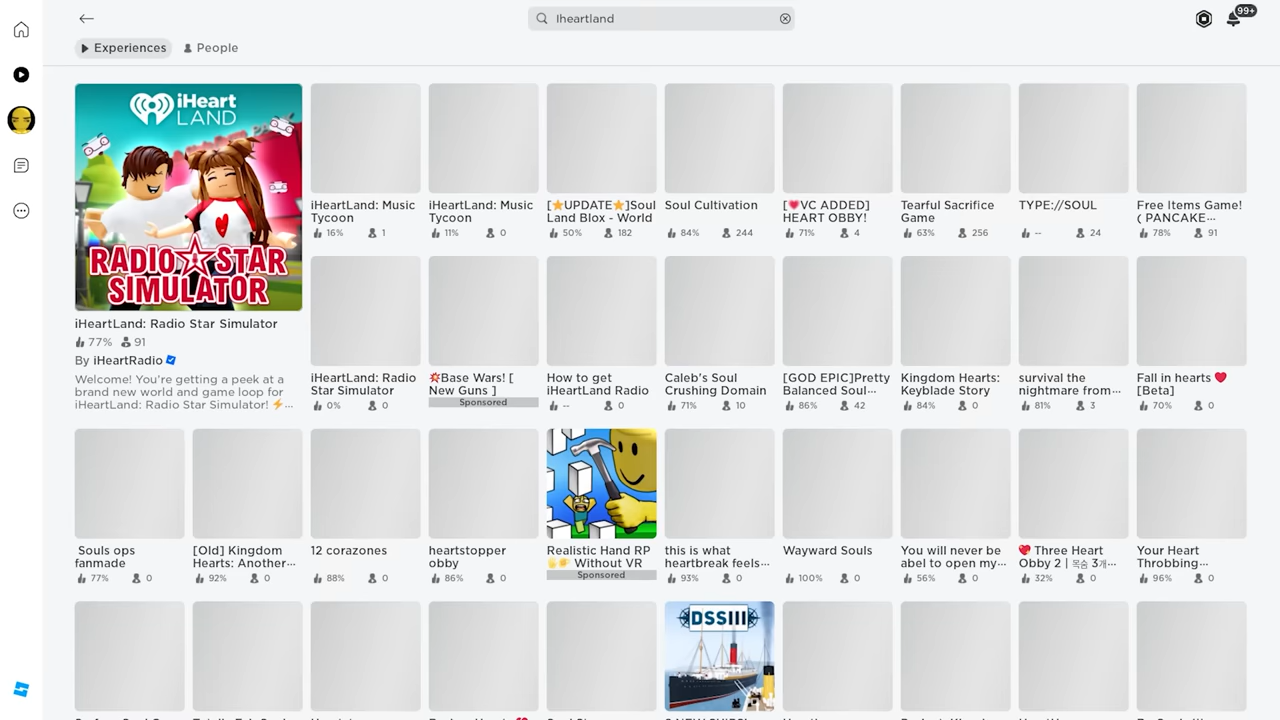 Iheartland
99+
Experiences
People
iHeart
LAND
RADIO STAR
SIMULATOR
iHeartLand: Radio Star Simulator
77% 91
By iHeartRadio
Welcome! You're getting a peek at a
brand new world and game loop for
iHeartLand: Radio Star Simulator! ⚡...
iHeartLand: Music
Tycoon
16% 1
iHeartLand: Music
Tycoon
11% 0
[⭐UPDATE⭐]Soul
Land Blox - World
50% 182
Soul Cultivation
84% 244
[💗VC ADDED]
HEART OBBY!
71% 4
Tearful Sacrifice
Game
63% 256
TYPE://SOUL
-- 24
Free Items Game!
( PANCAKE...
78% 91
iHeartLand: Radio
Star Simulator
0% 0
💥Base Wars! [
New Guns ]
Sponsored
How to get
iHeartLand Radio
-- 0
Caleb's Soul
Crushing Domain
71% 10
[GOD EPIC]Pretty
Balanced Soul...
86% 42
Kingdom Hearts:
Keyblade Story
84% 0
survival the
nightmare from...
81% 3
Fall in hearts ❤️
[Beta]
70% 0
Souls ops
fanmade
77% 0
[Old] Kingdom
Hearts: Another...
92% 0
12 corazones
88% 0
heartstopper
obby
86% 0
Realistic Hand RP
🖐️👉 Without VR
Sponsored
this is what
heartbreak feels...
93% 0
Wayward Souls
100% 0
You will never be
abel to open my...
56% 0
💖 Three Heart
Obby 2 | 목숨 3개...
32% 0
Your Heart
Throbbing...
96% 0
DSSIII